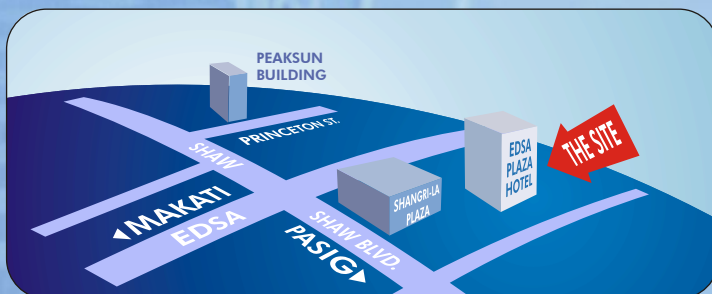 PEAKSUN
BUILDING
PRINCETON ST.
SHAW
THE SITE
EDSA
PLAZA
HOTEL
SHANGRI-LA
PLAZA
MAKATI
EDSA
SHAW BLVD.
PASIG